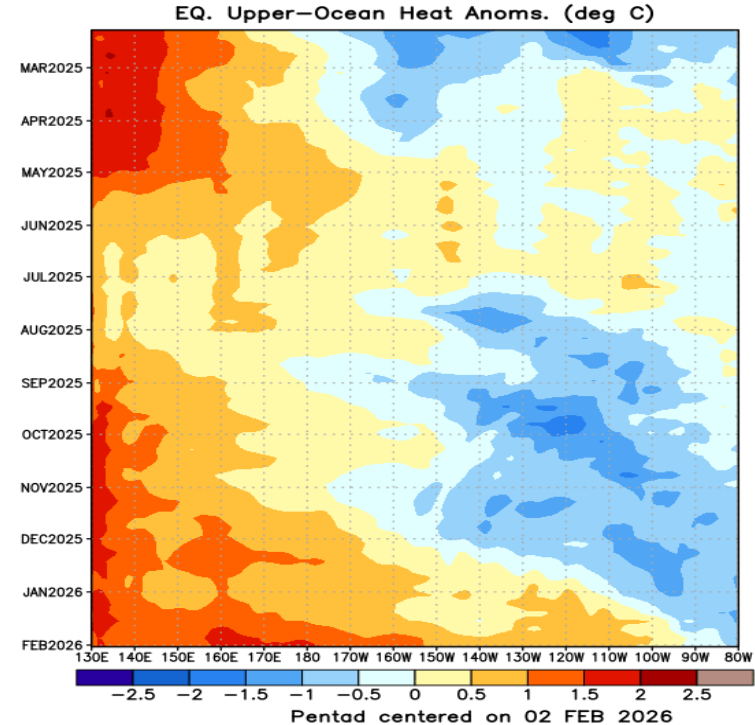 EQ. Upper-Ocean Heat Anoms. (deg C)
MAR2025
APR2025
MAY2025
JUN2025
JUL2025
AUG2025
SEP2025
OCT2025
NOV2025
DEC2025
JAN2026
FEB2026
130E 140E 150E 160E 170E 180 170W 160W 150W 140W 130W 120W 110W 100W 90W 80W
-2.5 -2 -1.5 -1 -0.5 0 0.5 1 1.5 2 2.5
Pentad centered on 02 FEB 2026